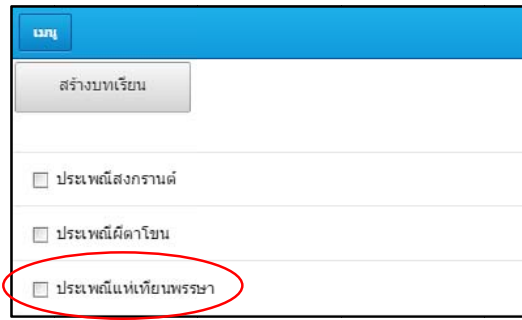 เมนู
สร้างบทเรียน
ประเพณีสงกรานต์
ประเพณีผีตาโขน
ประเพณีแห่เทียนพรรษา